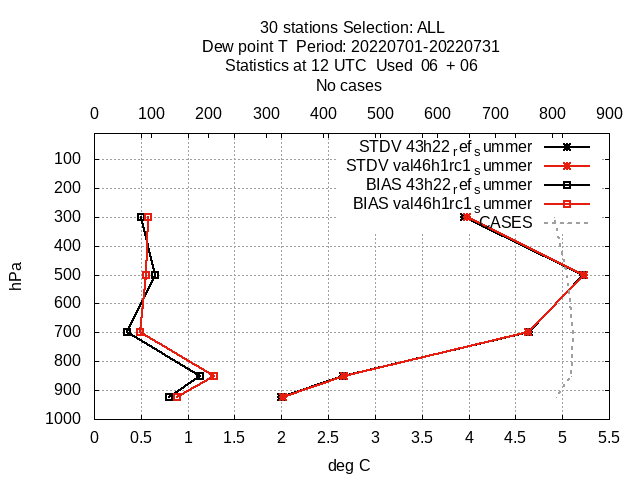 30 stations Selection: ALL
Dew point T  Period: 20220701-20220731
Statistics at 12 UTC  Used  06  + 06
No cases
0 100 200 300 400 500 600 700 800 900
STDV 43h22_ref_summer
STDV val46h1rc1_summer
BIAS 43h22_ref_summer
BIAS val46h1rc1_summer
CASES
hPa
100
200
300
400
500
600
700
800
900
1000
0 0.5 1 1.5 2 2.5 3 3.5 4 4.5 5 5.5
deg C